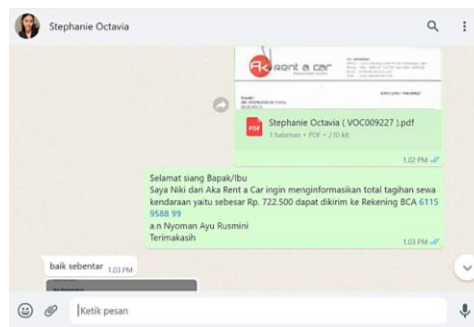 Stephanie Octavia
Rent a car
Stephanie Octavia ( VOC009227 ).pdf
1 halaman • PDF • 210 kB
1.02 PM
Selamat siang Bapak/Ibu
Saya Niki dari Aka Rent a Car ingin menginformasikan total tagihan sewa
kendaraan yaitu sebesar Rp. 722.500 dapat dikirim ke Rekening BCA 6115
9588 99
a.n Nyoman Ayu Rusmini
Terimakasih
1.03 PM
baik sebentar 1.03 PM
Ketik pesan